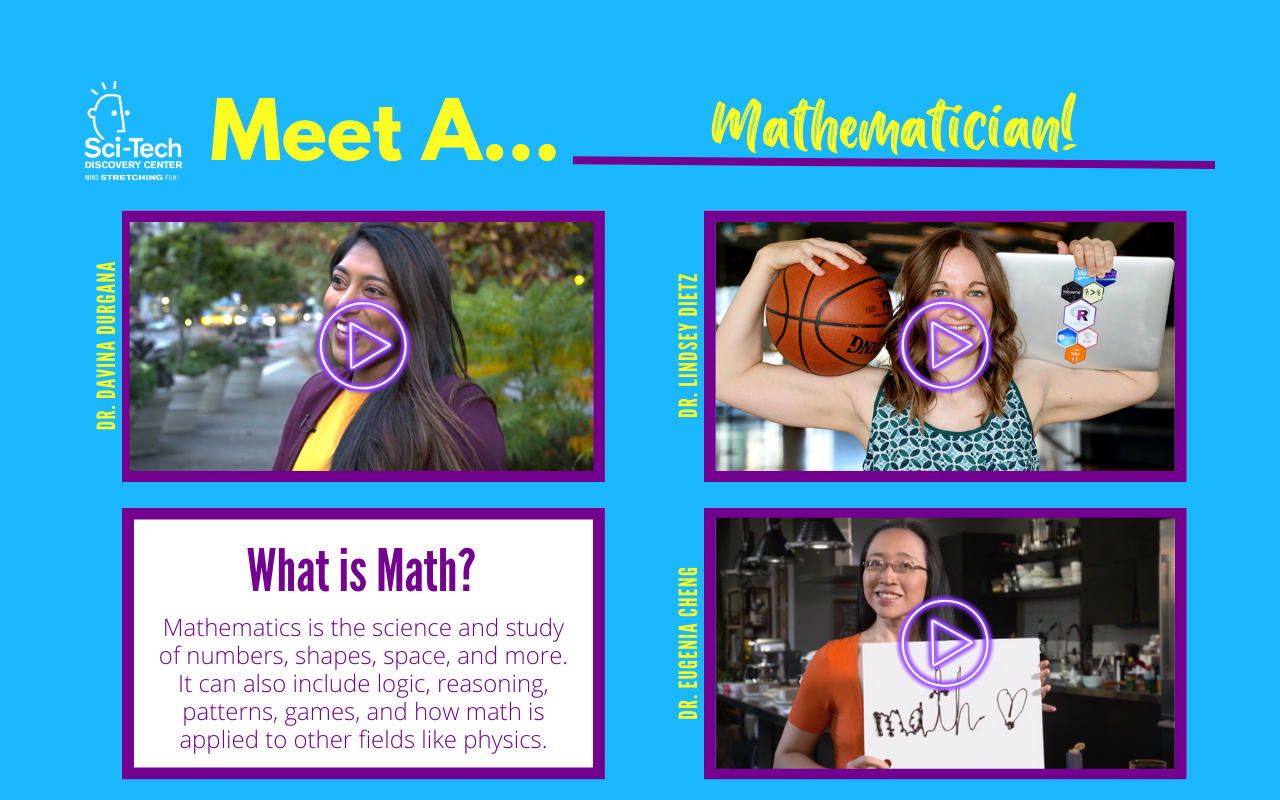 Sci-Tech
DISCOVERY CENTER
MIND STRETCHING FUN!
Meet A...
Mathematician!
DR. DAVINA DURGANA
DR. LINDSEY DIETZ
R
What is Math?
Mathematics is the science and study
of numbers, shapes, space, and more.
It can also include logic, reasoning,
patterns, games, and how math is
applied to other fields like physics.
DR. EUGENIA CHENG
math